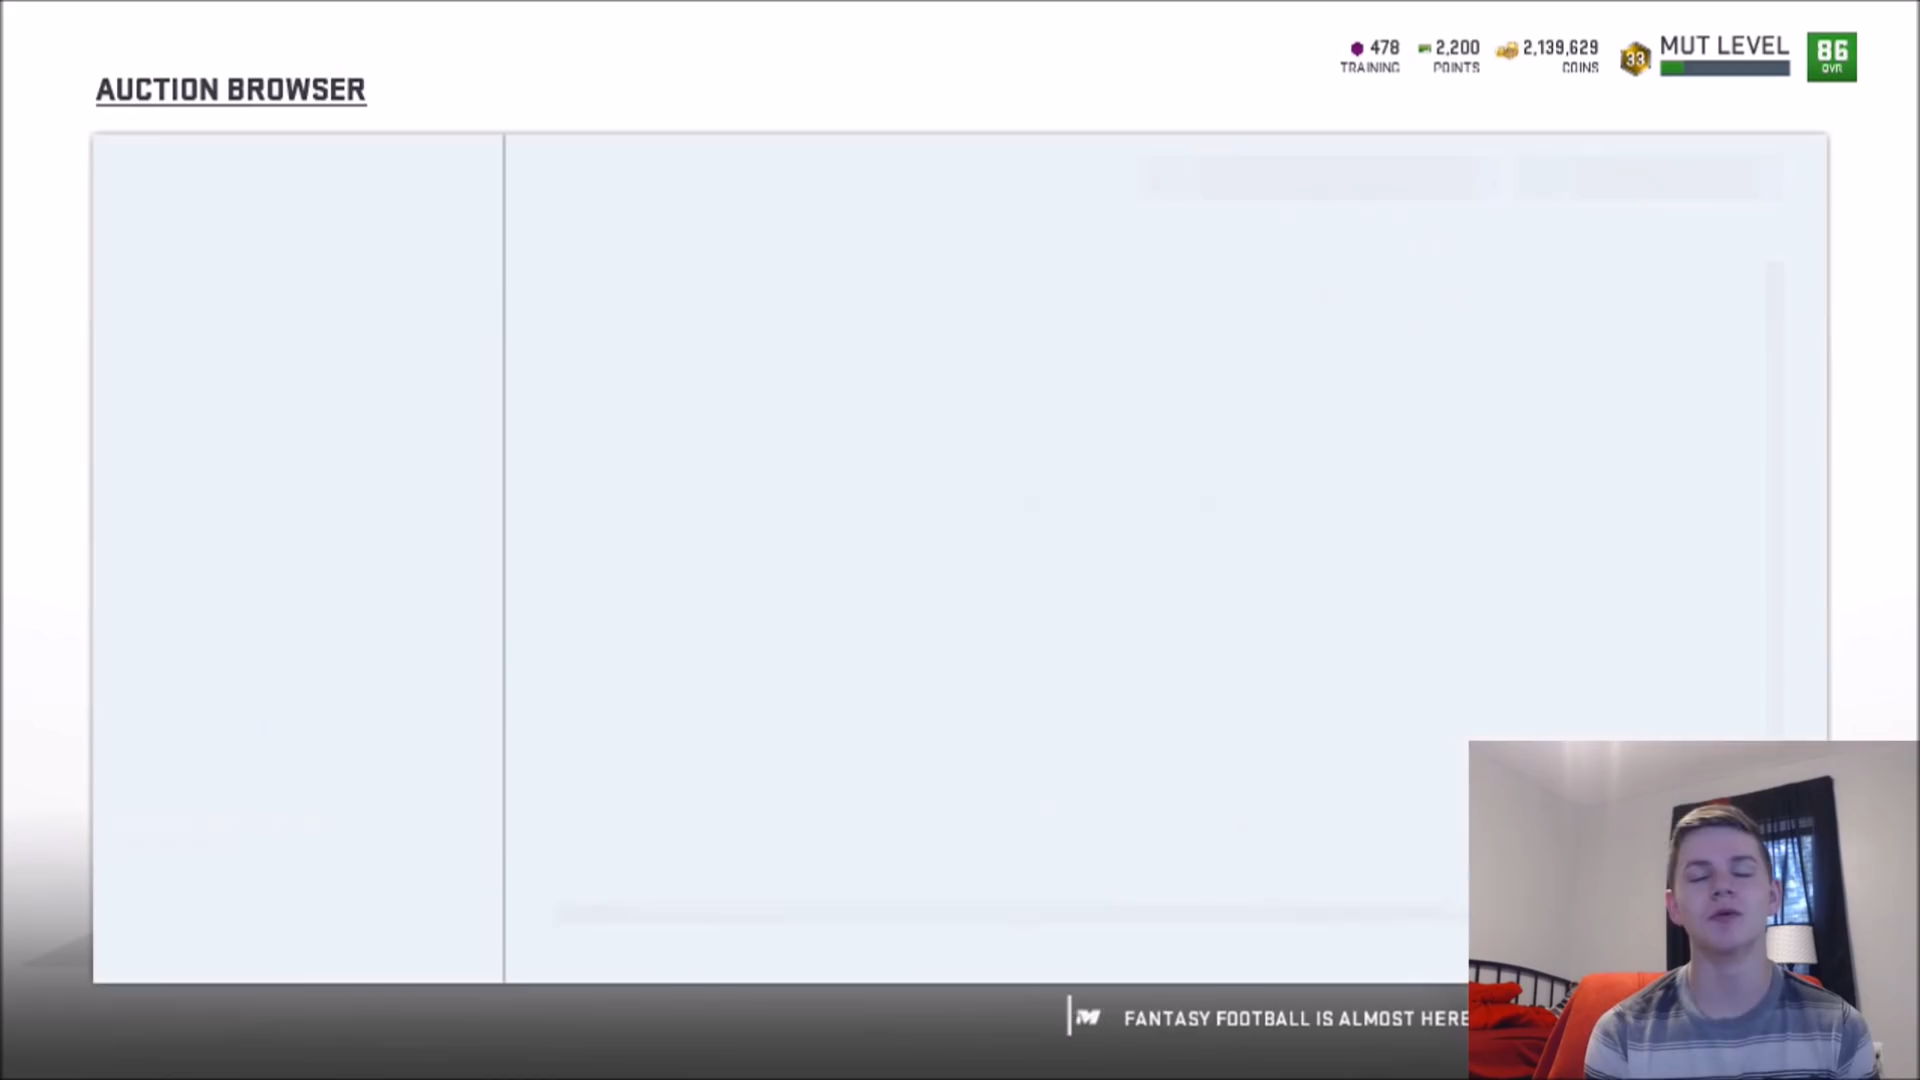 478
TRAINING
2,200
POINTS
2,139,629
COINS
33
MUT LEVEL
86
OVR
AUCTION BROWSER
FANTASY FOOTBALL IS ALMOST HERE